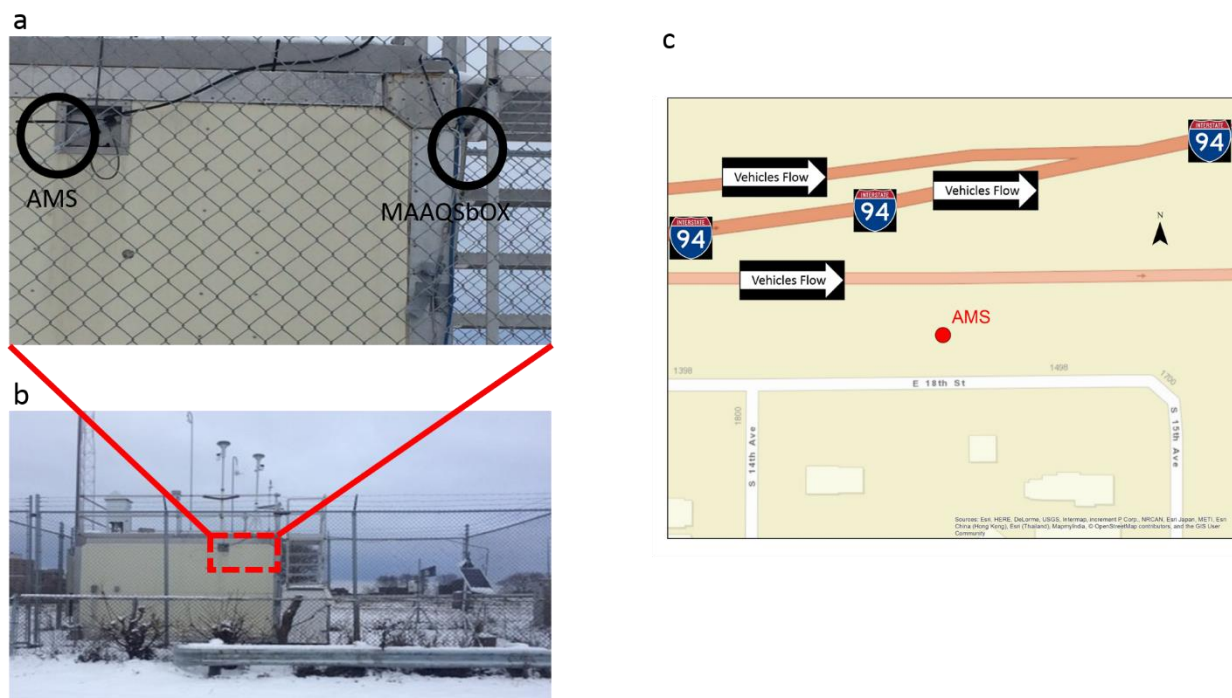 a
AMS
MAAQSbOX
b
c
INTERSTATE
94
Vehicles Flow
Vehicles Flow
INTERSTATE
94
INTERSTATE
94
N
Vehicles Flow
AMS
1398
1498
1700
E 18th St
1800
S 14th Ave
S 15th Ave
Sources: Esri, HERE, DeLorme, USGS, Intermap, increment P Corp., NRCAN, Esri Japan, METI, Esri
China (Hong Kong), Esri (Thailand), MapmyIndia, © OpenStreetMap contributors, and the GIS User
Community